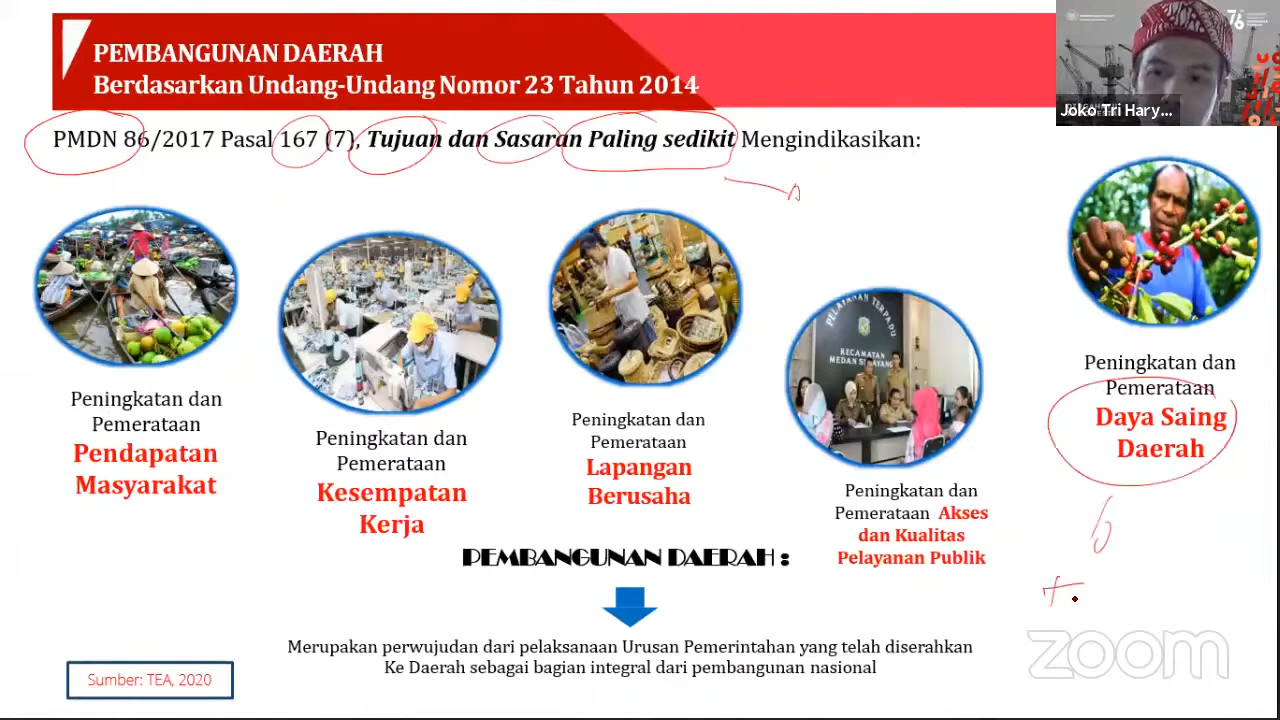 PEMBANGUNAN DAERAH
Berdasarkan Undang-Undang Nomor 23 Tahun 2014
76
Joko Tri Hary...
PMDN 86/2017 Pasal 167 (7), Tujuan dan Sasaran Paling sedikit Mengindikasikan:
Peningkatan dan
Pemerataan
Pendapatan
Masyarakat
Peningkatan dan
Pemerataan
Kesempatan
Kerja
Peningkatan dan
Pemerataan
Lapangan
Berusaha
PELAYANAN TERPADU
KECAMATAN
Peningkatan dan
Pemerataan Akses
dan Kualitas
Pelayanan Publik
Peningkatan dan
Pemerataan
Daya Saing
Daerah
PEMBANGUNAN DAERAH :
Merupakan perwujudan dari pelaksanaan Urusan Pemerintahan yang telah diserahkan
Ke Daerah sebagai bagian integral dari pembangunan nasional
Sumber: TEA, 2020
zoom